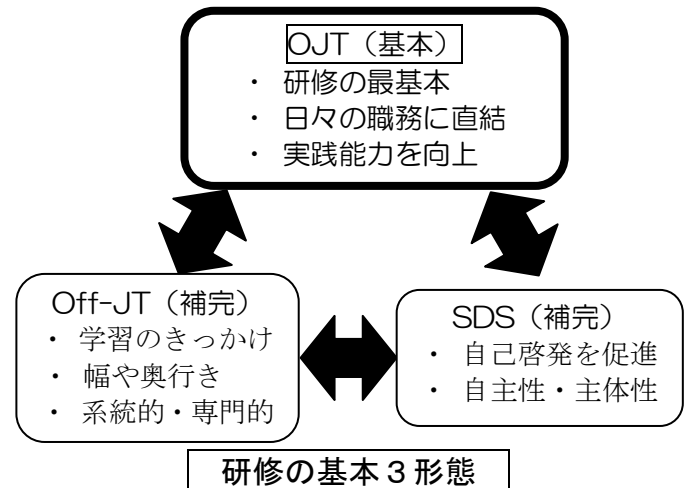 OJT（基本）
・ 研修の最基本
・ 日々の職務に直結
・ 実践能力を向上
Off-JT（補完）
・ 学習のきっかけ
・ 幅や奥行き
・ 系統的・専門的
SDS（補完）
・ 自己啓発を促進
・ 自主性・主体性
研修の基本３形態